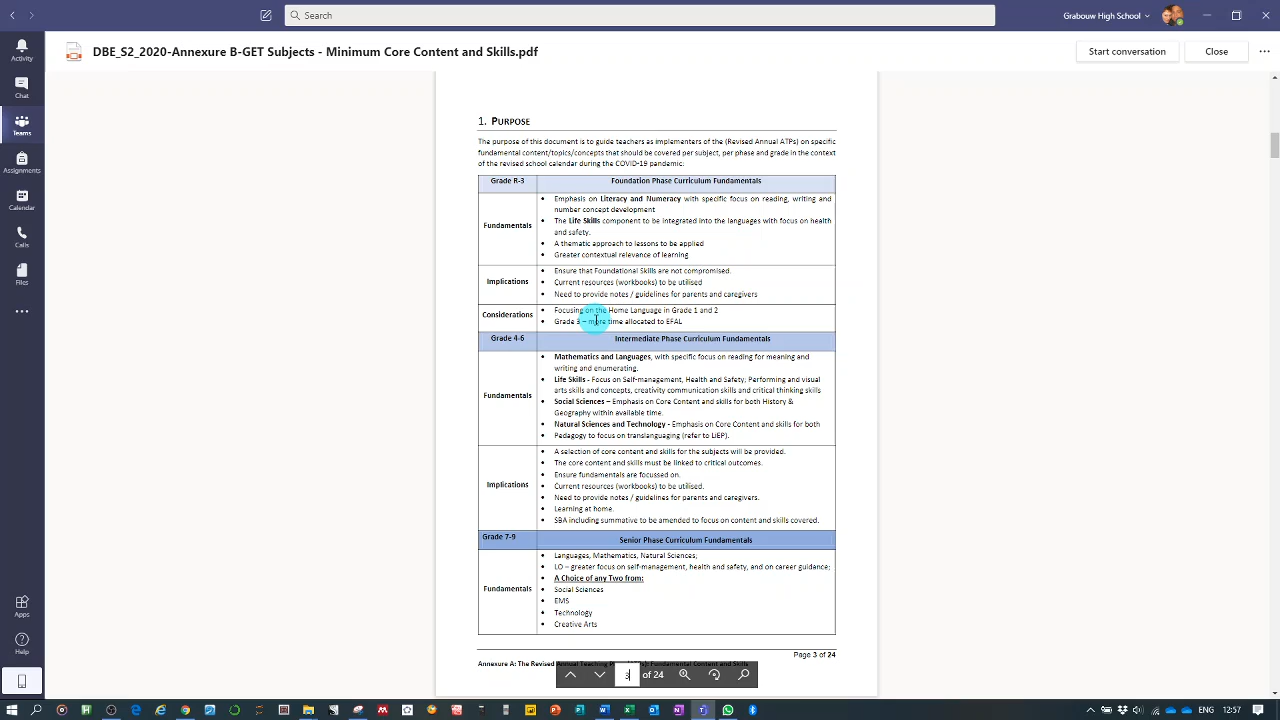 Search
Grabouw High School
DBE_S2_2020-Annexure B-GET Subjects - Minimum Core Content and Skills.pdf
Start conversation
Close
Activity
Chat
Teams
Assignments
Calendar
Calls
Files
Apps
Help
1. PURPOSE
The purpose of this document is to guide teachers as implementers of the (Revised Annual ATPs) on specific
fundamental content/topics/concepts that should be covered per subject, per phase and grade in the context
of the revised school calendar during the COVID-19 pandemic:
Grade R-3
Foundation Phase Curriculum Fundamentals
Fundamentals
• Emphasis on Literacy and Numeracy with specific focus on reading, writing and
number concept development
• The Life Skills component to be integrated into the languages with focus on health
and safety.
• A thematic approach to lessons to be applied
• Greater contextual relevance of learning
Implications
• Ensure that Foundational Skills are not compromised.
• Current resources (workbooks) to be utilised
• Need to provide notes / guidelines for parents and caregivers
Considerations
• Focusing on the Home Language in Grade 1 and 2
• Grade 3 – more time allocated to EFAL
Grade 4-6
Intermediate Phase Curriculum Fundamentals
Fundamentals
• Mathematics and Languages, with specific focus on reading for meaning and
writing and enumerating.
• Life Skills - Focus on Self-management, Health and Safety; Performing and visual
arts skills and concepts, creativity communication skills and critical thinking skills
• Social Sciences – Emphasis on Core Content and skills for both History &
Geography within available time.
• Natural Sciences and Technology - Emphasis on Core Content and skills for both
• Pedagogy to focus on translanguaging (refer to LIEP).
Implications
• A selection of core content and skills for the subjects will be provided.
• The core content and skills must be linked to critical outcomes.
• Ensure fundamentals are focussed on.
• Current resources (workbooks) to be utilised.
• Need to provide notes / guidelines for parents and caregivers.
• Learning at home.
• SBA including summative to be amended to focus on content and skills covered.
Grade 7-9
Senior Phase Curriculum Fundamentals
Fundamentals
• Languages, Mathematics, Natural Sciences;
• LO – greater focus on self-management, health and safety, and on career guidance;
• A Choice of any Two from:
• Social Sciences
• EMS
• Technology
• Creative Arts
Page 3 of 24
Annexure A: The Revised Annual Teaching Plans (ATPs): Fundamental Content and Skills
3 of 24
ENG
12:57